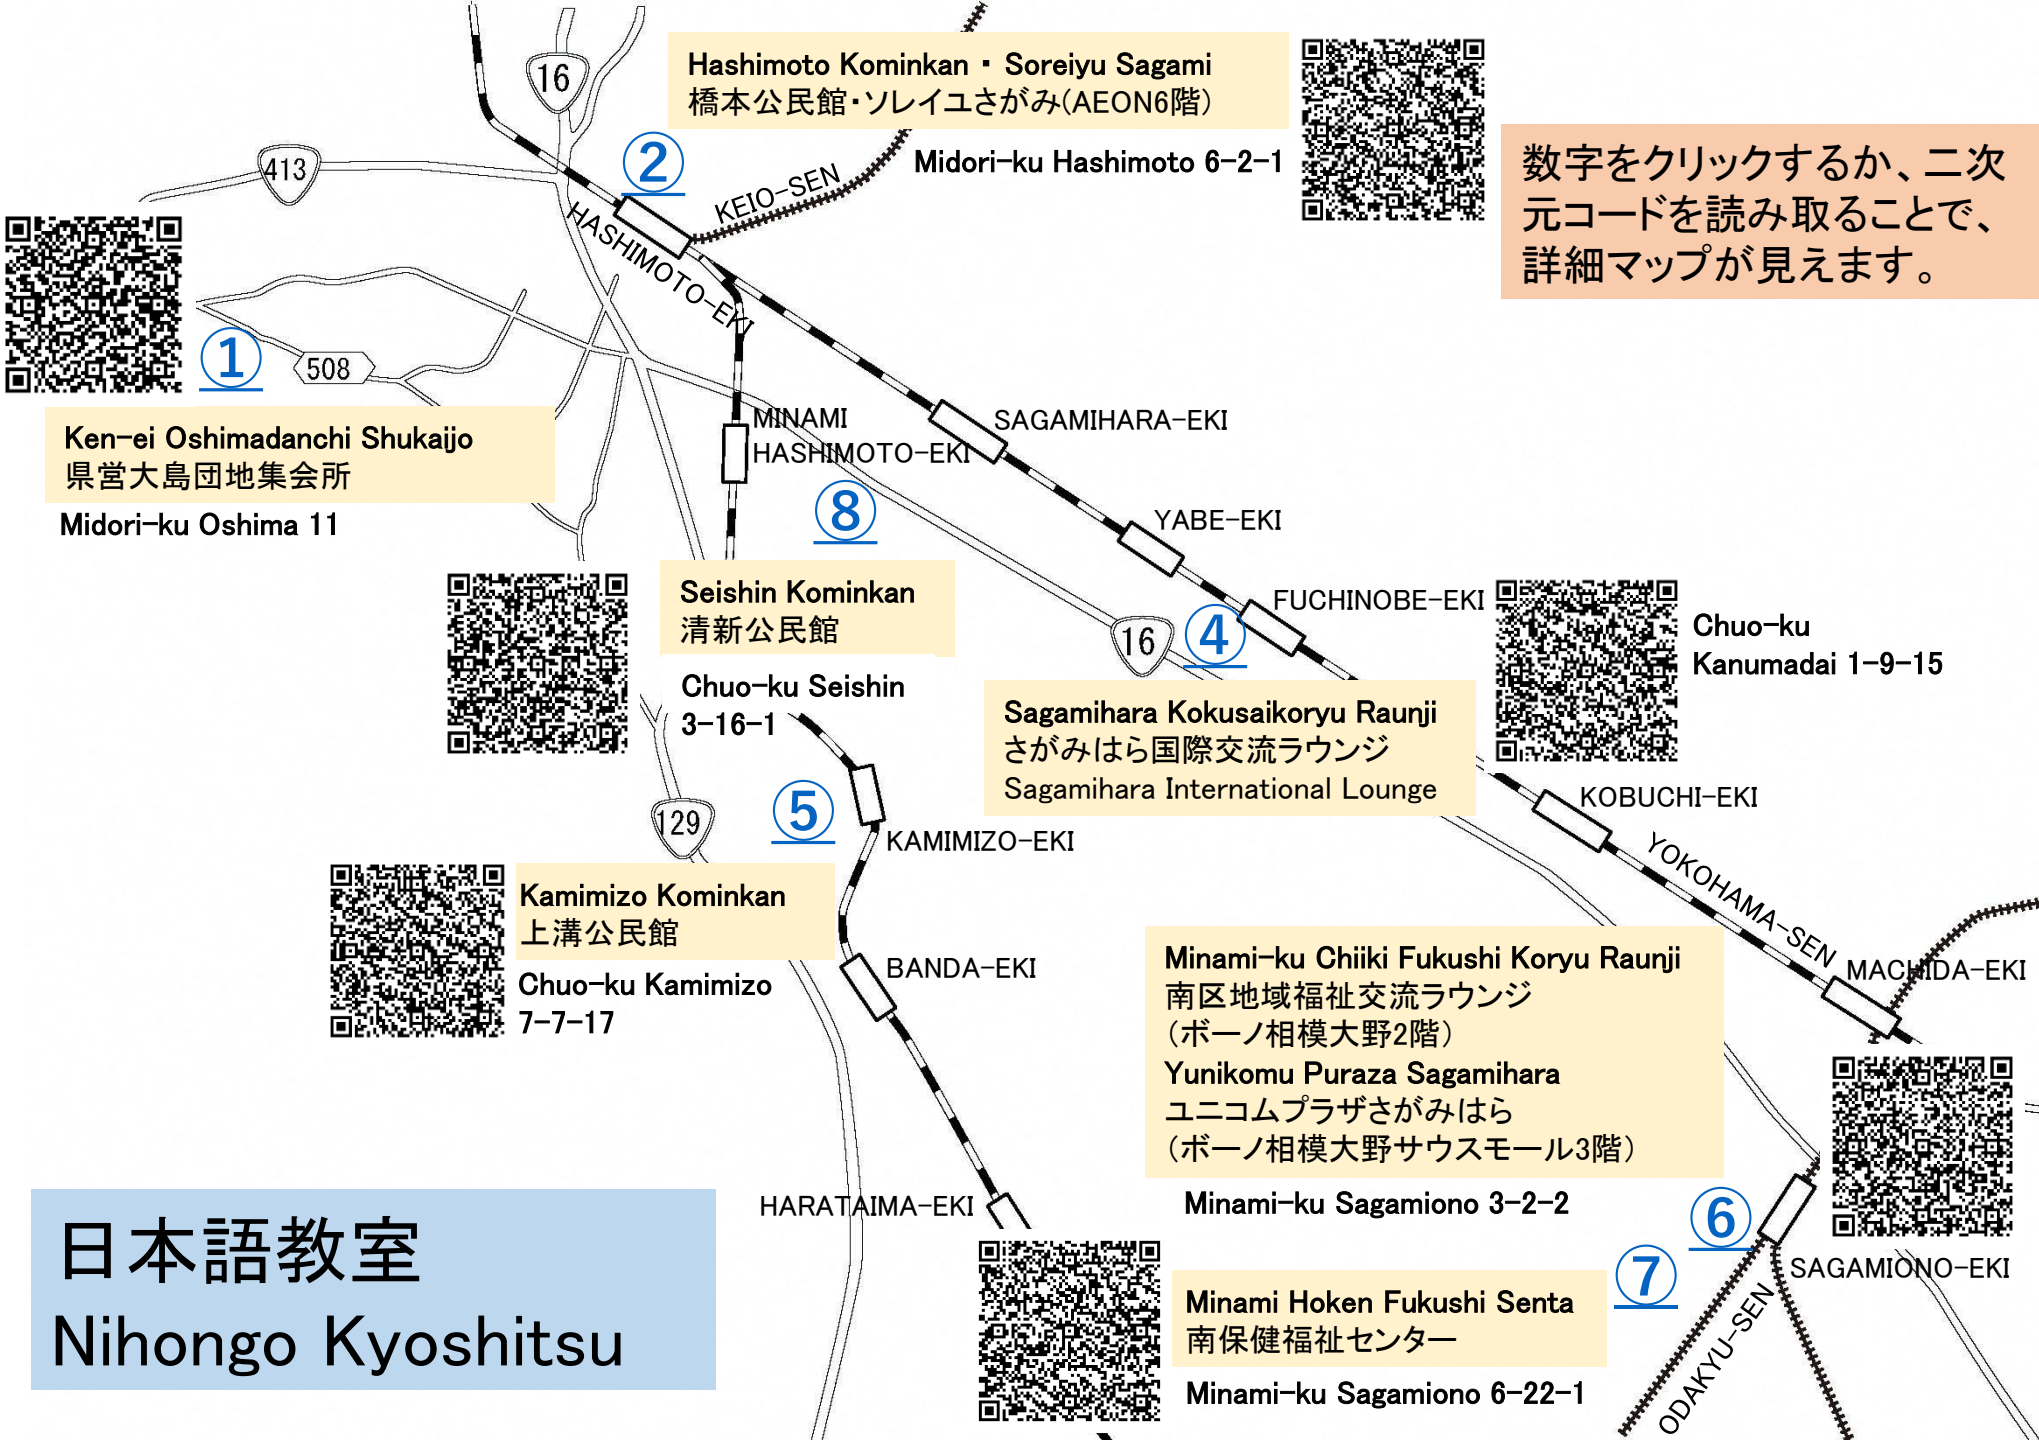 16
Hashimoto Kominkan・ Soreiyu Sagami
橋本公民館・ソレイユさがみ(AEON6階)
②
Midori-ku Hashimoto 6-2-1
数字をクリックするか、二次
元コードを読み取ることで、
詳細マップが見えます。
413
KEIO-SEN
HASHIMOTO-EKI
①
508
Ken-ei Oshimadanchi Shukaijo
県営大島団地集会所
Midori-ku Oshima 11
MINAMI
HASHIMOTO-EKI
SAGAMIHARA-EKI
⑧
YABE-EKI
Seishin Kominkan
清新公民館
Chuo-ku Seishin
3-16-1
16
④
FUCHINOBE-EKI
Chuo-ku
Kanumadai 1-9-15
Sagamihara Kokusaikoryu Raunji
さがみはら国際交流ラウンジ
Sagamihara International Lounge
129
⑤
KAMIMIZO-EKI
KOBUCHI-EKI
YOKOHAMA-SEN
Kamimizo Kominkan
上溝公民館
Chuo-ku Kamimizo
7-7-17
BANDA-EKI
MACHIDA-EKI
Minami-ku Chiiki Fukushi Koryu Raunji
南区地域福祉交流ラウンジ
（ボーノ相模大野2階）
Yunikomu Puraza Sagamihara
ユニコムプラザさがみはら
（ボーノ相模大野サウスモール3階）
Minami-ku Sagamiono 3-2-2
HARATAIMA-EKI
⑥
⑦
SAGAMIONO-EKI
ODAKYU-SEN
Minami Hoken Fukushi Senta
南保健福祉センター
Minami-ku Sagamiono 6-22-1
日本語教室
Nihongo Kyoshitsu